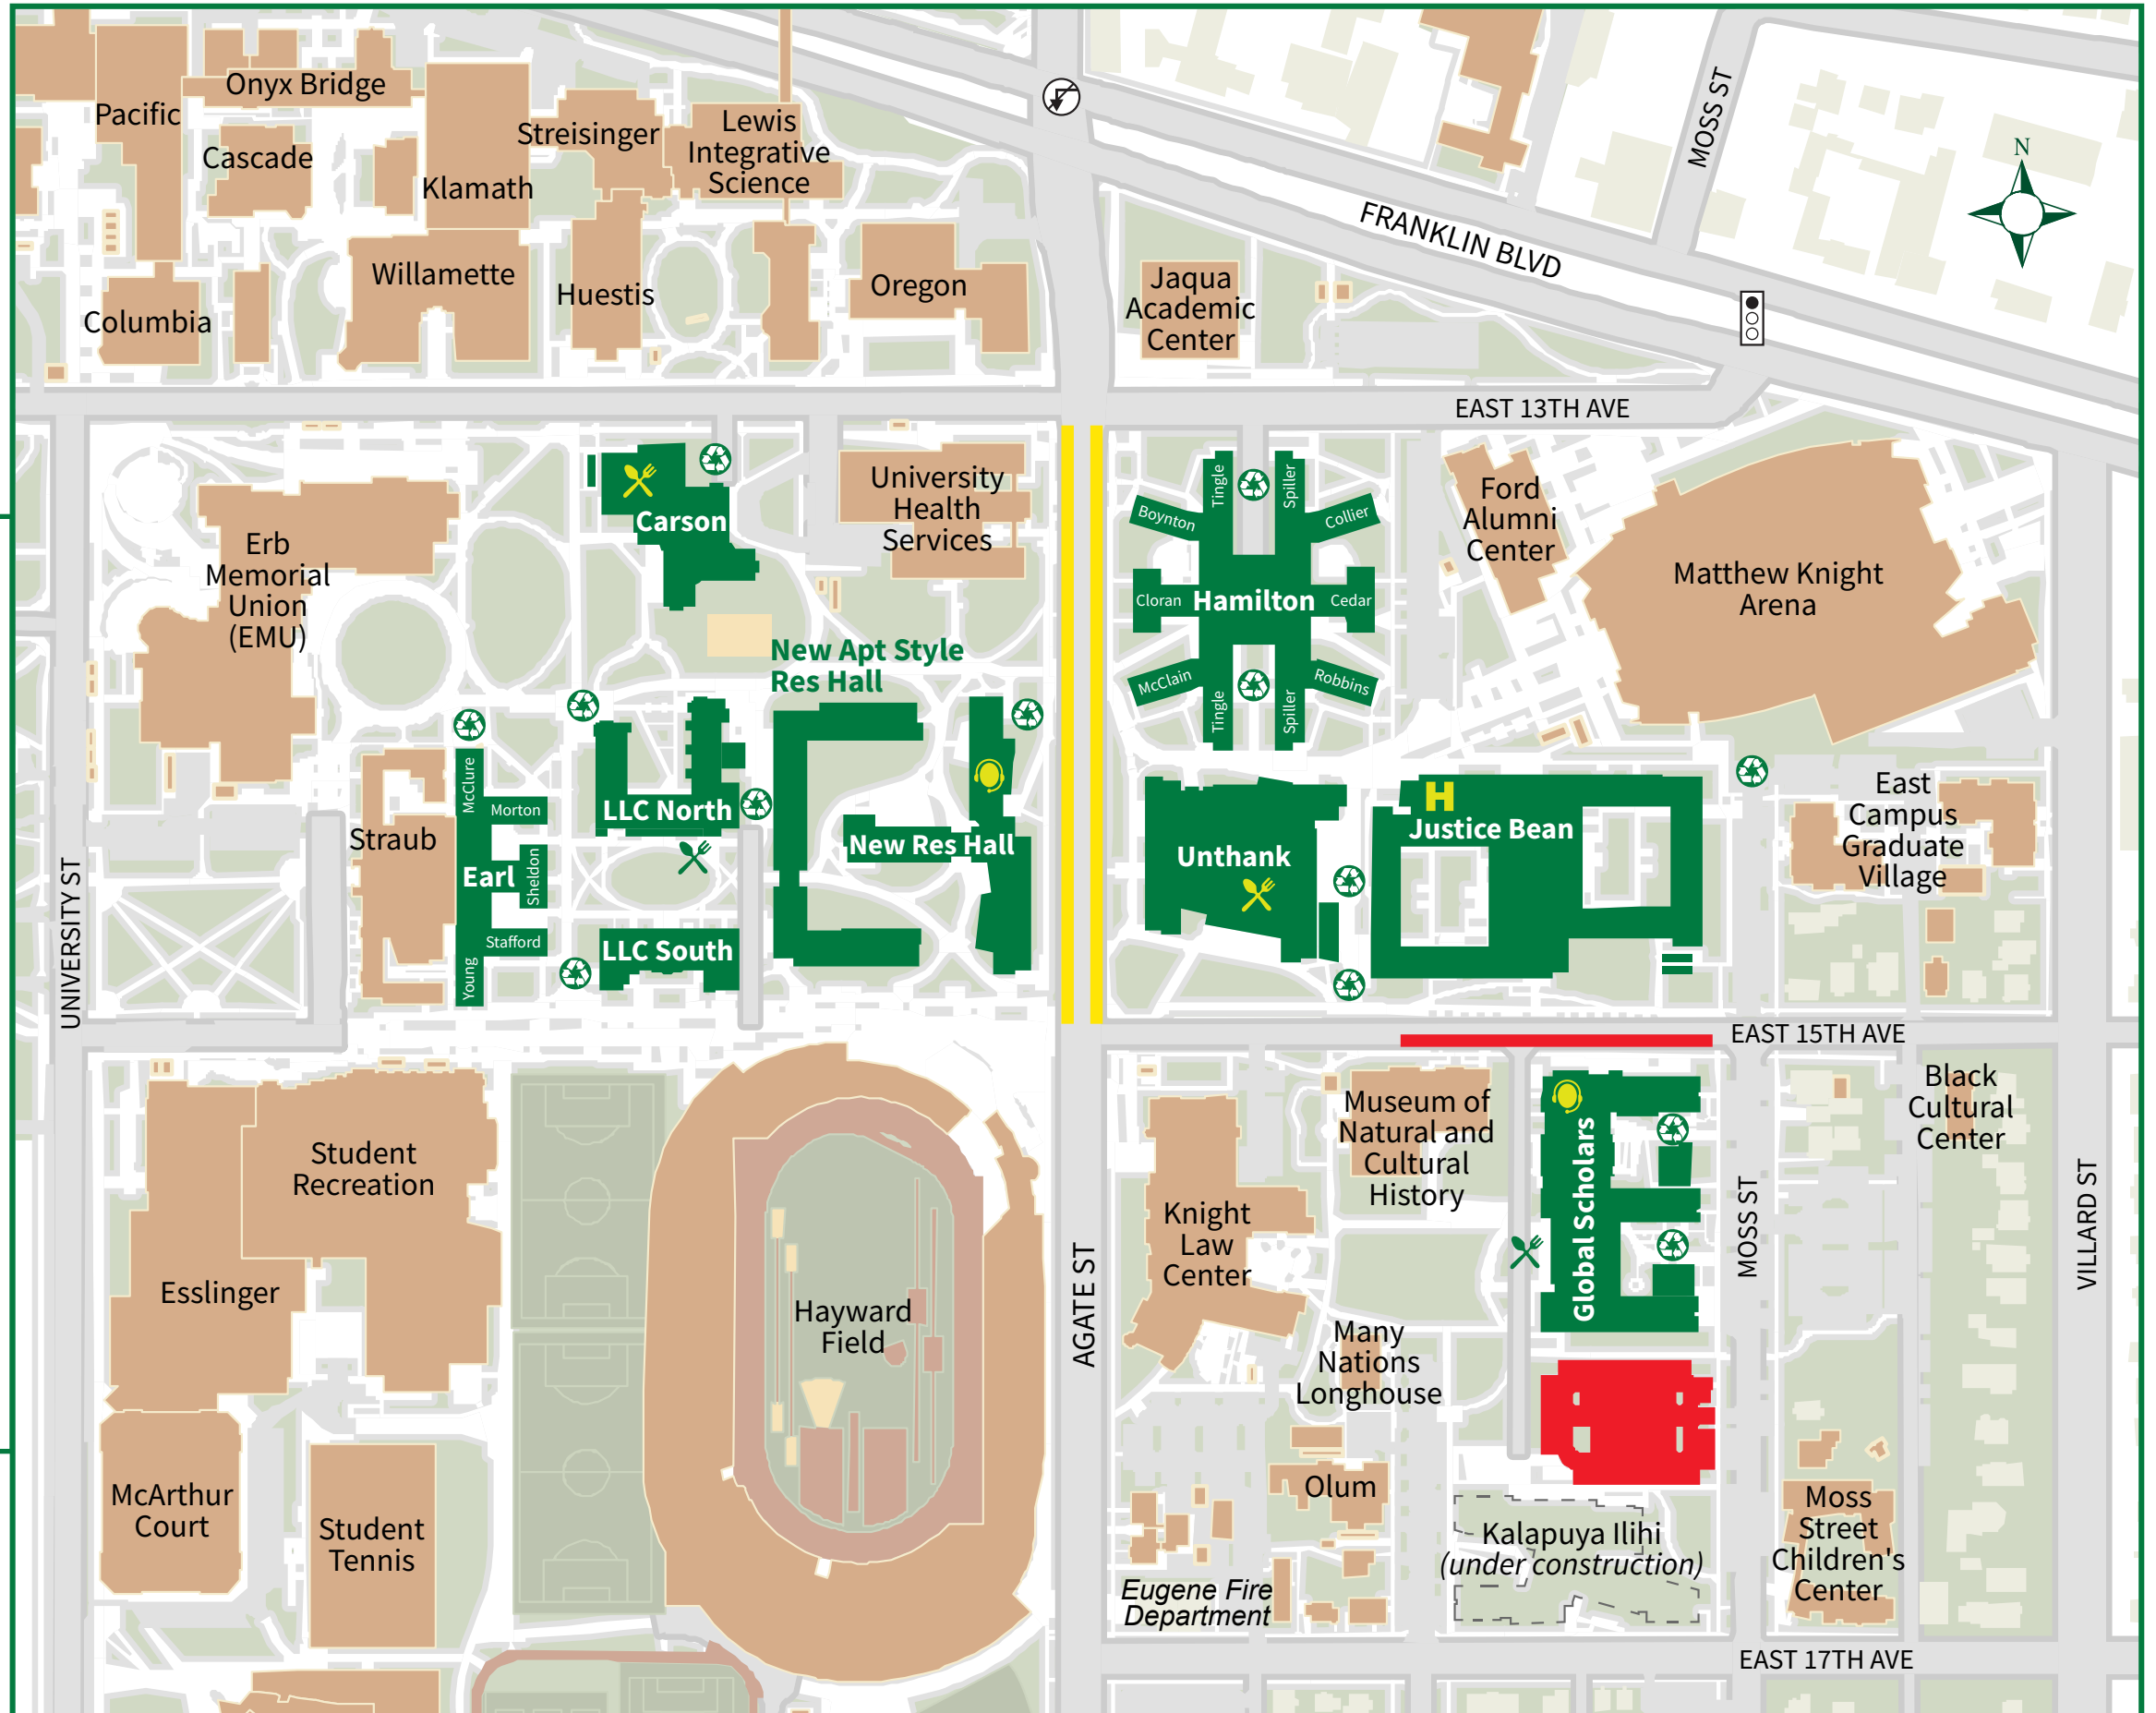 Pacific
Onyx Bridge
Cascade
Klamath
Streisinger
Lewis
Integrative
Science
MOSS ST
N
FRANKLIN BLVD
Columbia
Willamette
Huestis
Oregon
Jaqua
Academic
Center
EAST 13TH AVE
Erb
Memorial
Union
(EMU)
Carson
University
Health
Services
Tingle
Spiller
Boynton
Collier
Cloran
Hamilton
Cedar
McClain
Robbins
Tingle
Spiller
Ford
Alumni
Center
Matthew Knight
Arena
New Apt Style
Res Hall
McClure
Morton
Straub
Earl
Sheldon
Stafford
Young
LLC North
LLC South
New Res Hall
Unthank
H
Justice Bean
East
Campus
Graduate
Village
UNIVERSITY ST
EAST 15TH AVE
Student
Recreation
Esslinger
Hayward
Field
AGATE ST
Knight
Law
Center
Museum of
Natural and
Cultural
History
Global Scholars
MOSS ST
Black
Cultural
Center
VILLARD ST
Many
Nations
Longhouse
McArthur
Court
Student
Tennis
Olum
Eugene Fire
Department
Kalapuya Ilihi
(under construction)
Moss
Street
Children's
Center
EAST 17TH AVE